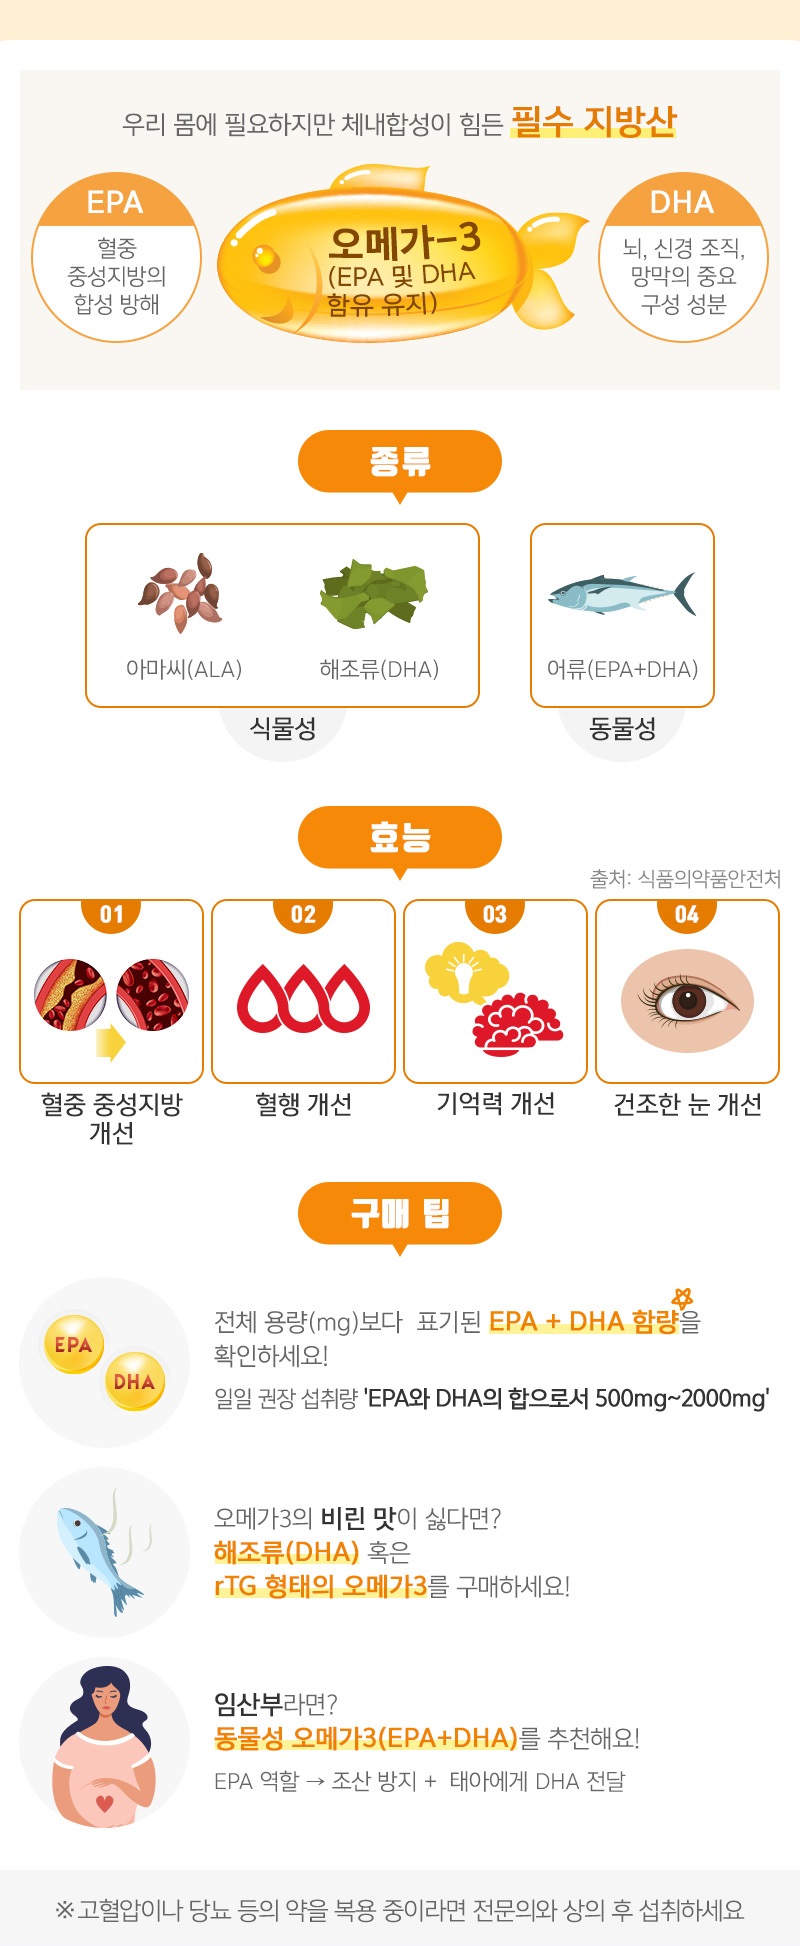 우리 몸에 필요하지만 체내합성이 힘든 필수 지방산
EPA
혈중
중성지방의
합성 방해
오메가-3
(EPA 및 DHA
함유 유지)
DHA
뇌, 신경 조직,
망막의 중요
구성 성분
종류
아마씨(ALA)
해조류(DHA)
식물성
어류(EPA+DHA)
동물성
효능
출처: 식품의약품안전처
01
혈중 중성지방
개선
02
혈행 개선
03
기억력 개선
04
건조한 눈 개선
구매 팁
EPA
DHA
전체 용량(mg)보다 표기된 EPA + DHA 함량을
확인하세요!
일일 권장 섭취량 'EPA와 DHA의 합으로서 500mg~2000mg'
오메가3의 비린 맛이 싫다면?
해조류(DHA) 혹은
rTG 형태의 오메가3를 구매하세요!
임산부라면?
동물성 오메가3(EPA+DHA)를 추천해요!
EPA 역할 → 조산 방지 + 태아에게 DHA 전달
※ 고혈압이나 당뇨 등의 약을 복용 중이라면 전문의와 상의 후 섭취하세요